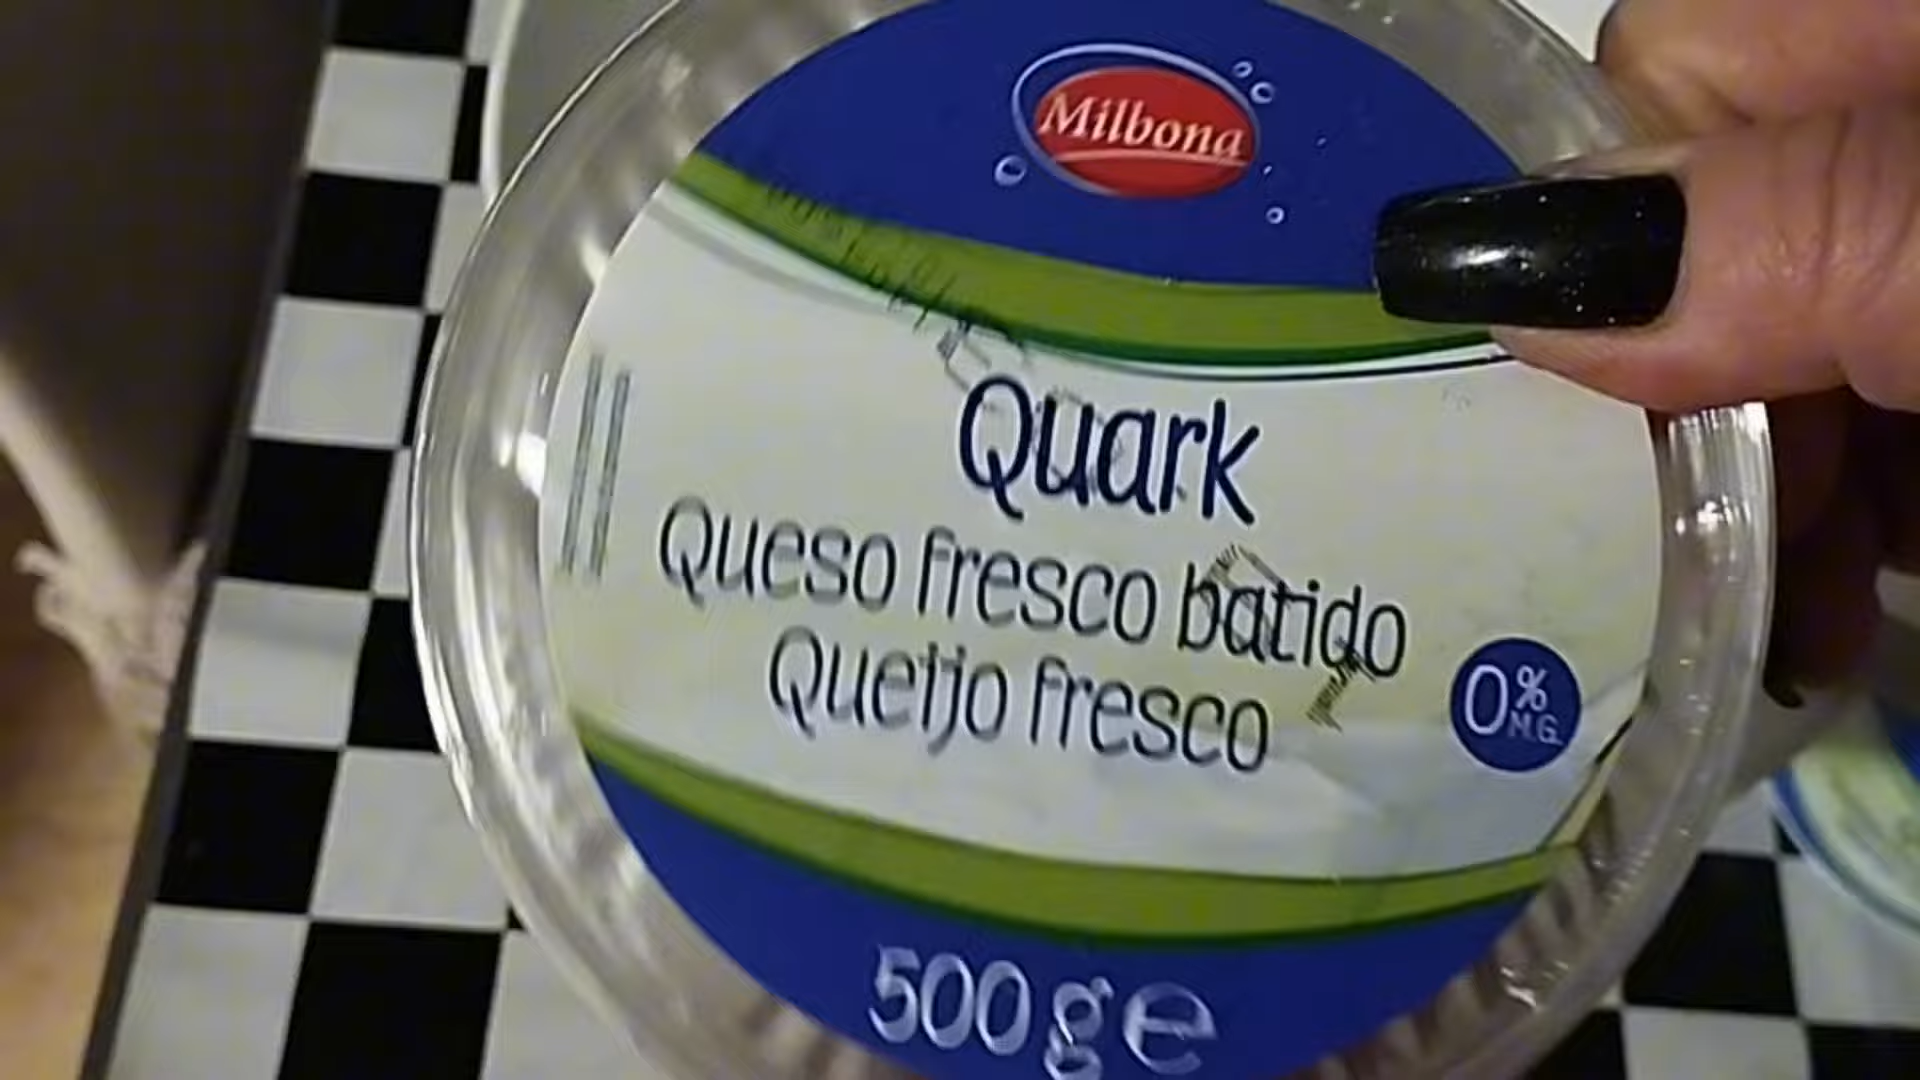 Milbona
Quark
Queso fresco batido
Queijo fresco
0%
M.G.
500 g e